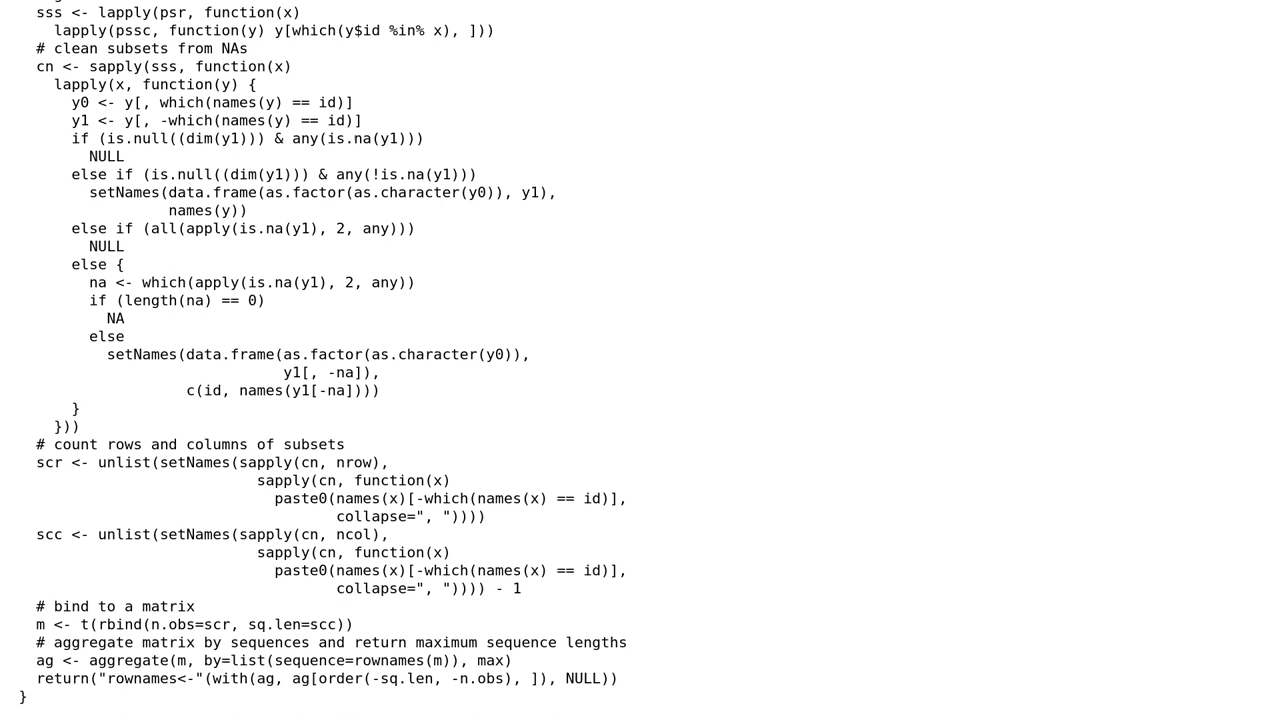 sss <- lapply(psr, function(x)
lapply(pssc, function(y) y[which(y$id %in% x), ]))
# clean subsets from NAs
cn <- sapply(sss, function(x)
lapply(x, function(y) {
y0 <- y[, which(names(y) == id)]
y1 <- y[, -which(names(y) == id)]
if (is.null((dim(y1))) & any(is.na(y1)))
NULL
else if (is.null((dim(y1))) & any(!is.na(y1)))
setNames(data.frame(as.factor(as.character(y0)), y1),
names(y))
else if (all(apply(is.na(y1), 2, any)))
NULL
else {
na <- which(apply(is.na(y1), 2, any))
if (length(na) == 0)
NA
else
setNames(data.frame(as.factor(as.character(y0)),
y1[, -na]),
c(id, names(y1[-na])))
}
}))
# count rows and columns of subsets
scr <- unlist(setNames(sapply(cn, nrow),
sapply(cn, function(x)
paste0(names(x)[-which(names(x) == id)],
collapse=", "))))
scc <- unlist(setNames(sapply(cn, ncol),
sapply(cn, function(x)
paste0(names(x)[-which(names(x) == id)],
collapse=", ")))) - 1
# bind to a matrix
m <- t(rbind(n.obs=scr, sq.len=scc))
# aggregate matrix by sequences and return maximum sequence lengths
ag <- aggregate(m, by=list(sequence=rownames(m)), max)
return("rownames<-"(with(ag, ag[order(-sq.len, -n.obs), ]), NULL))
}